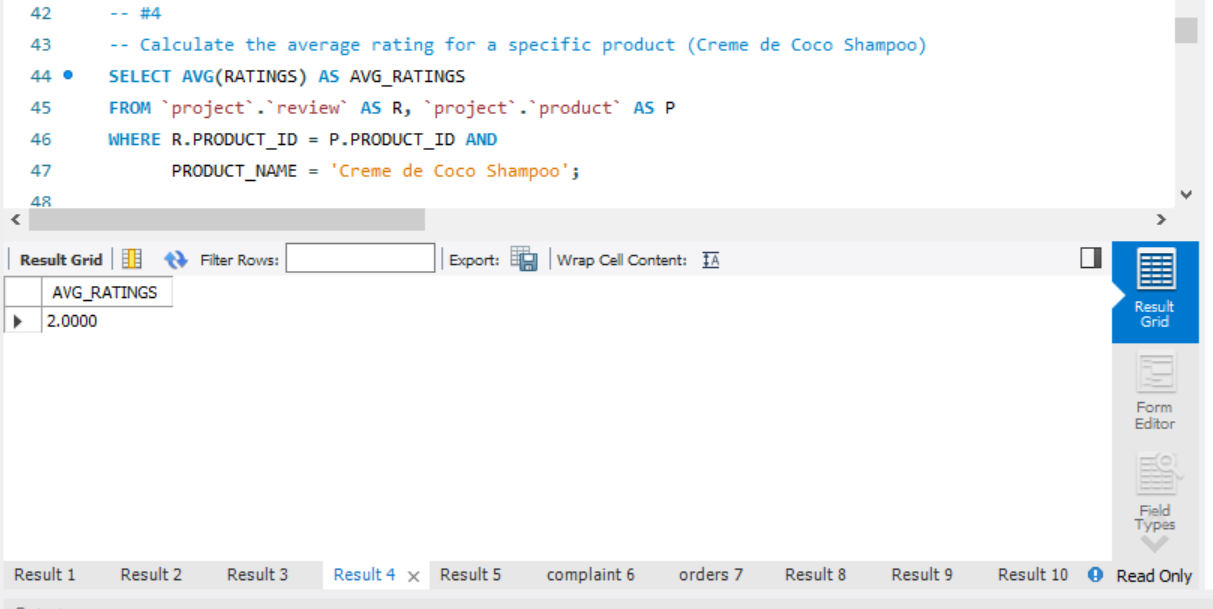 42 -- #4
43 -- Calculate the average rating for a specific product (Creme de Coco Shampoo)
44 SELECT AVG(RATINGS) AS AVG_RATINGS
45 FROM `project`.`review` AS R, `project`.`product` AS P
46 WHERE R.PRODUCT_ID = P.PRODUCT_ID AND
47 PRODUCT_NAME = 'Creme de Coco Shampoo';
48
Result Grid Filter Rows: Export: Wrap Cell Content: IA
AVG_RATINGS
2.0000
Result
Grid
Form
Editor
Field
Types
Result 1 Result 2 Result 3 Result 4 × Result 5 complaint 6 orders 7 Result 8 Result 9 Result 10 Read Only